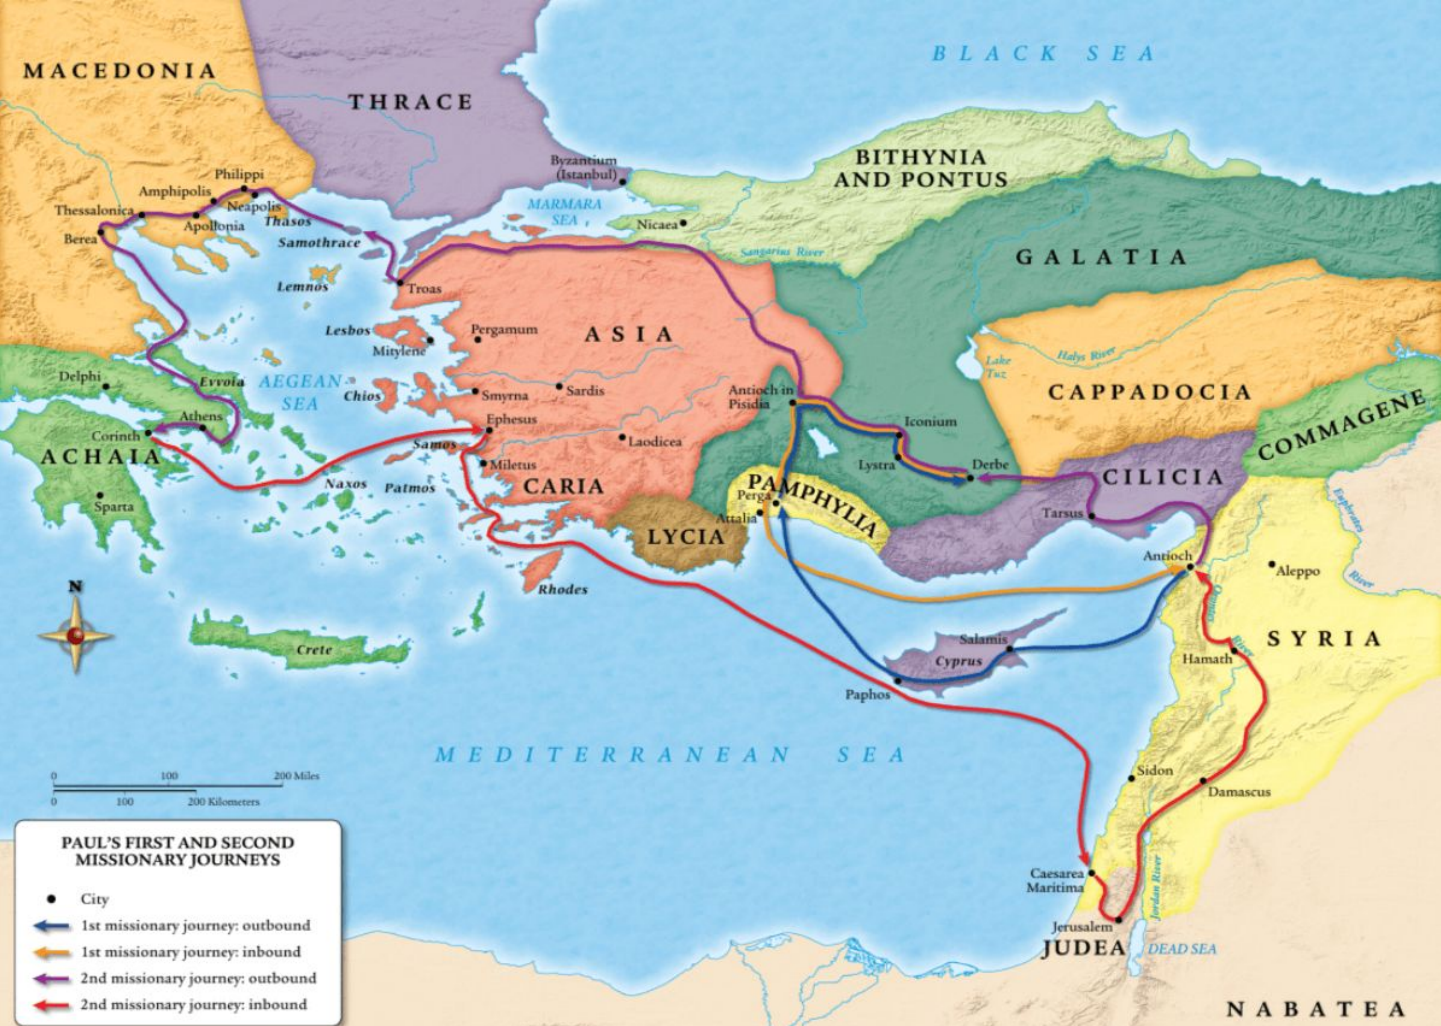 BLACK SEA
MACEDONIA
THRACE
BITHYNIA
AND PONTUS
Byzantium
(Istanbul)
Philippi
Amphipolis
Neapolis
Thessalonica
Apollonia
Thasos
Berea
Samothrace
MARMARA
SEA
Nicaea
Sangarius River
GALATIA
Lemnos
Troas
Lesbos
Mitylene
Pergamum
ASIA
Lake
Tuz
Halys River
CAPPADOCIA
COMMAGENE
Delphi
Evvoia
AEGEAN
SEA
Chios
Smyrna
Sardis
Antioch in
Pisidia
Iconium
Athens
Corinth
ACHAIA
Ephesus
Samos
Laodicea
Lystra
Derbe
CILICIA
Miletus
Naxos
Patmos
CARIA
PAMPHYLIA
Perga
Attalia
Tarsus
Sparta
LYCIA
Euphrates
River
Antioch
Aleppo
Rhodes
Orontes
River
N
Crete
Salamis
Cyprus
Paphos
Hamath
SYRIA
MEDITERRANEAN SEA
Sidon
Damascus
0 100 200 Miles
0 100 200 Kilometers
Caesarea
Maritima
Jordan River
Jerusalem
JUDEA
DEAD SEA
NABATEA
PAUL'S FIRST AND SECOND
MISSIONARY JOURNEYS
City
1st missionary journey: outbound
1st missionary journey: inbound
2nd missionary journey: outbound
2nd missionary journey: inbound